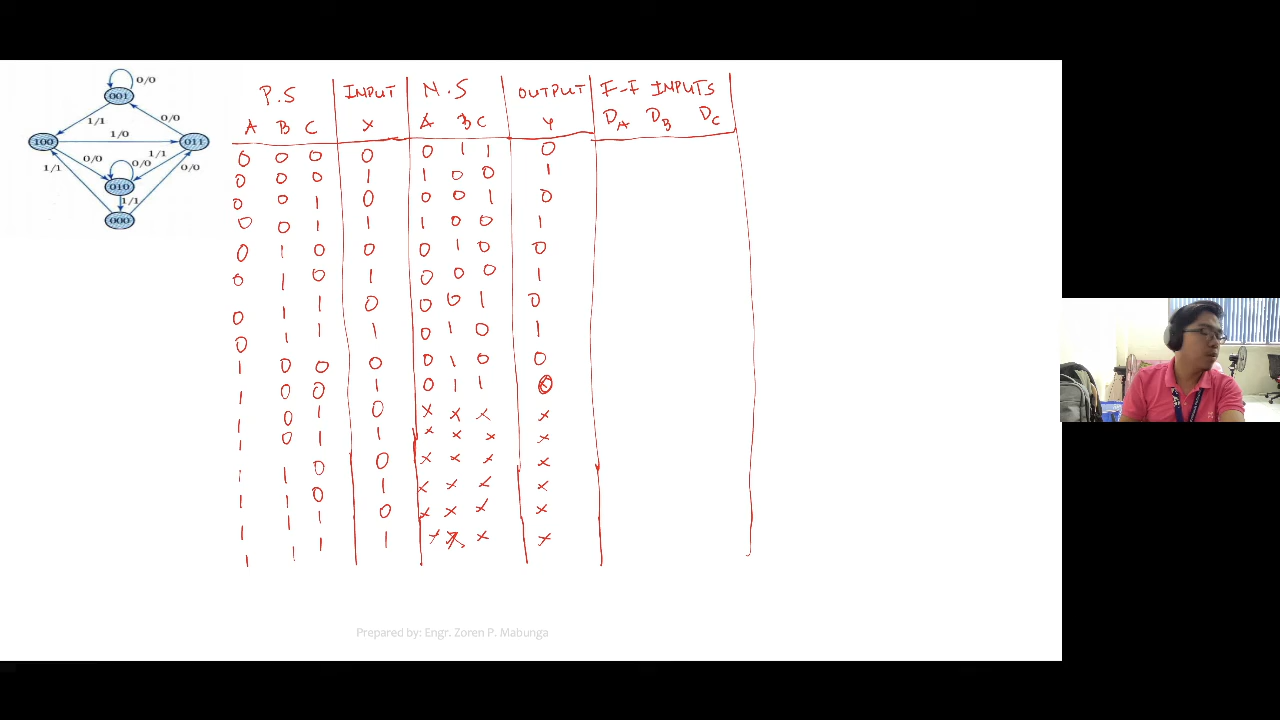 0/0
001
1/1
0/0
100
1/0
011
0/0
1/1
0/0
1/1
0/0
010
1/1
000
P.S INPUT N.S OUTPUT F-F INPUTS
A B C X A B C Y DA DB DC
0 0 0 0 0 1 1 0
0 0 0 1 1 0 0 1
0 0 1 0 0 0 1 0
0 0 1 1 1 0 0 1
0 1 0 0 0 1 0 0
0 1 0 1 0 0 0 1
0 1 1 0 0 0 1 0
0 1 1 1 0 1 0 1
1 0 0 0 0 1 0 0
1 0 0 1 0 1 1 0
1 0 1 0 x x x x
1 0 1 1 x x x x
1 1 0 0 x x x x
1 1 0 1 x x x x
1 1 1 0 x x x x
1 1 1 1 x x x x
Prepared by: Engr. Zoren P. Mabunga